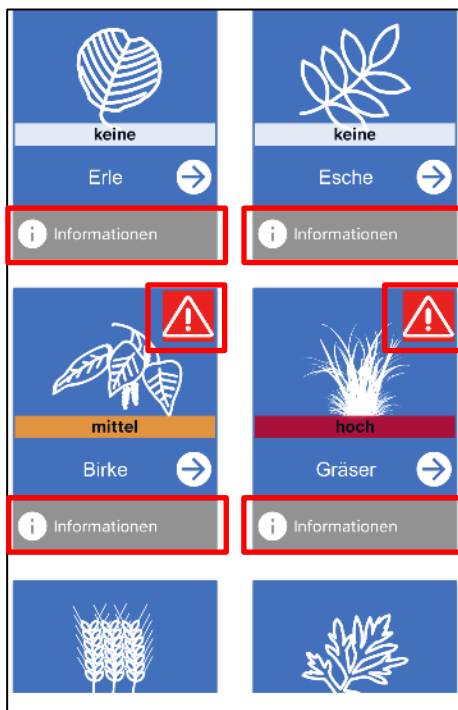 keine
keine
Erle
Esche
i Informationen
i Informationen
mittel
hoch
Birke
Gräser
i Informationen
i Informationen